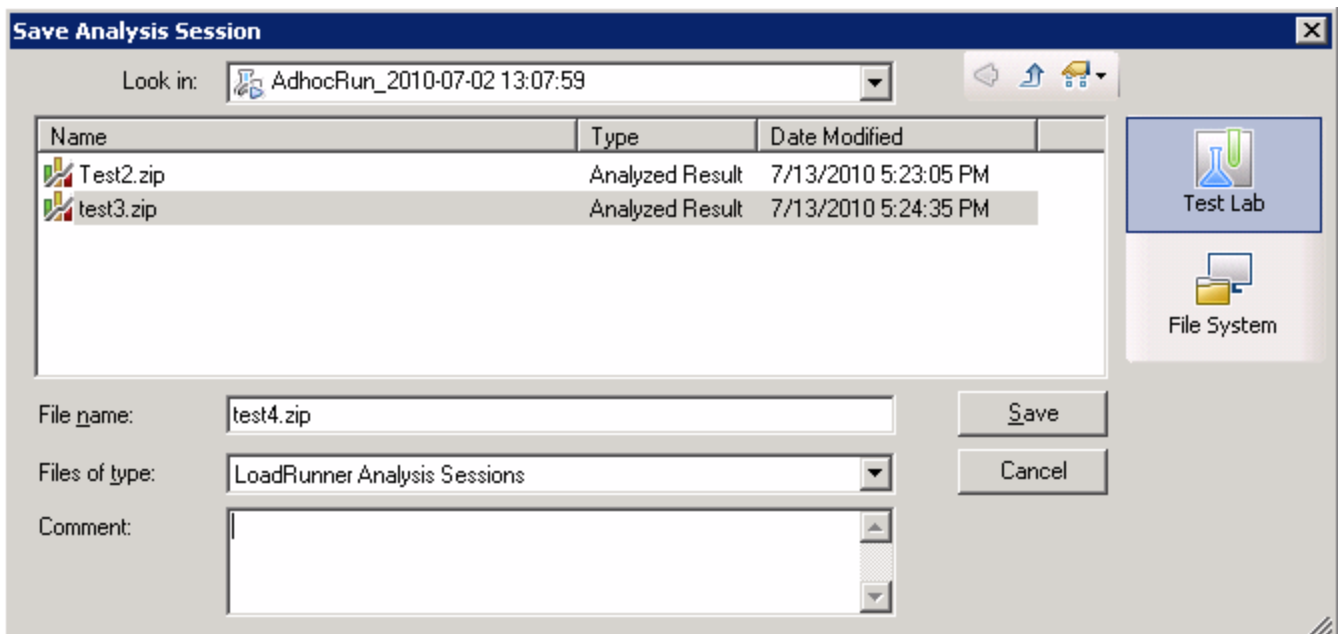 Save Analysis Session
Look in: AdhocRun_2010-07-02 13:07:59
Name Type Date Modified
Test2.zip Analyzed Result 7/13/2010 5:23:05 PM
test3.zip Analyzed Result 7/13/2010 5:24:35 PM
Test Lab
File System
File name: test4.zip Save
Files of type: LoadRunner Analysis Sessions Cancel
Comment: